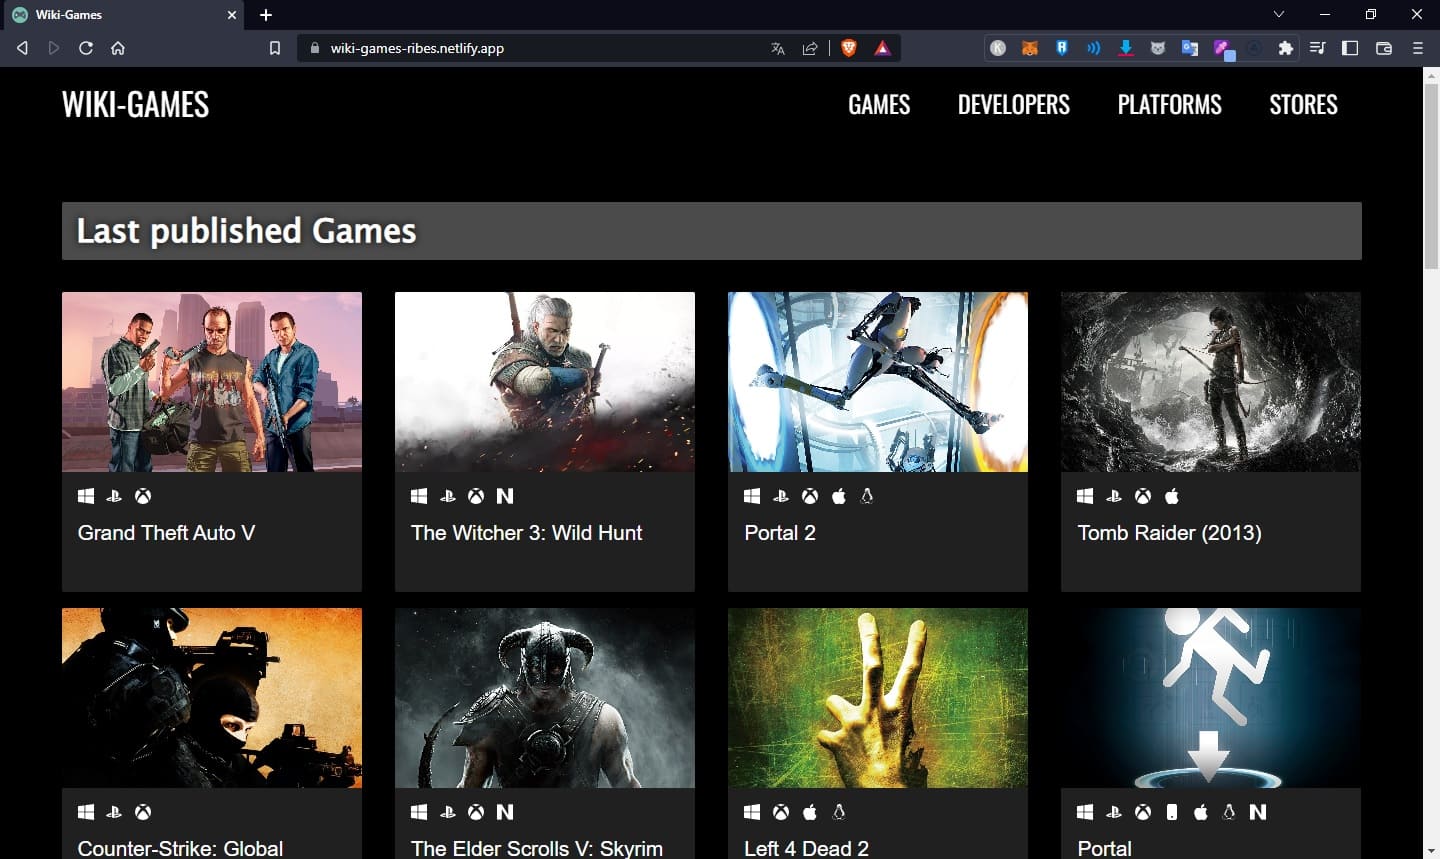 Wiki-Games
wiki-games-ribes.netlify.app
WIKI-GAMES
GAMES
DEVELOPERS
PLATFORMS
STORES
Last published Games
Grand Theft Auto V
The Witcher 3: Wild Hunt
Portal 2
Tomb Raider (2013)
Counter-Strike: Global
The Elder Scrolls V: Skyrim
Left 4 Dead 2
Portal